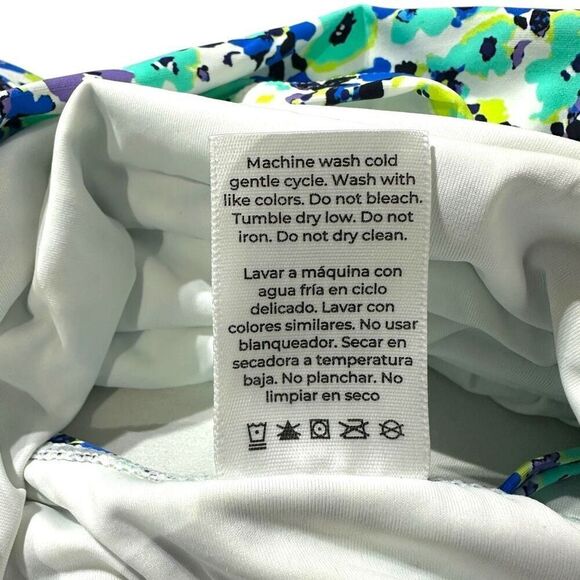 Machine wash cold
gentle cycle. Wash with
like colors. Do not bleach.
Tumble dry low. Do not
iron. Do not dry clean.
Lavar a máquina con
agua fría en ciclo
delicado. Lavar con
colores similares. No usar
blanqueador. Secar en
secadora a temperatura
baja. No planchar. No
limpiar en seco